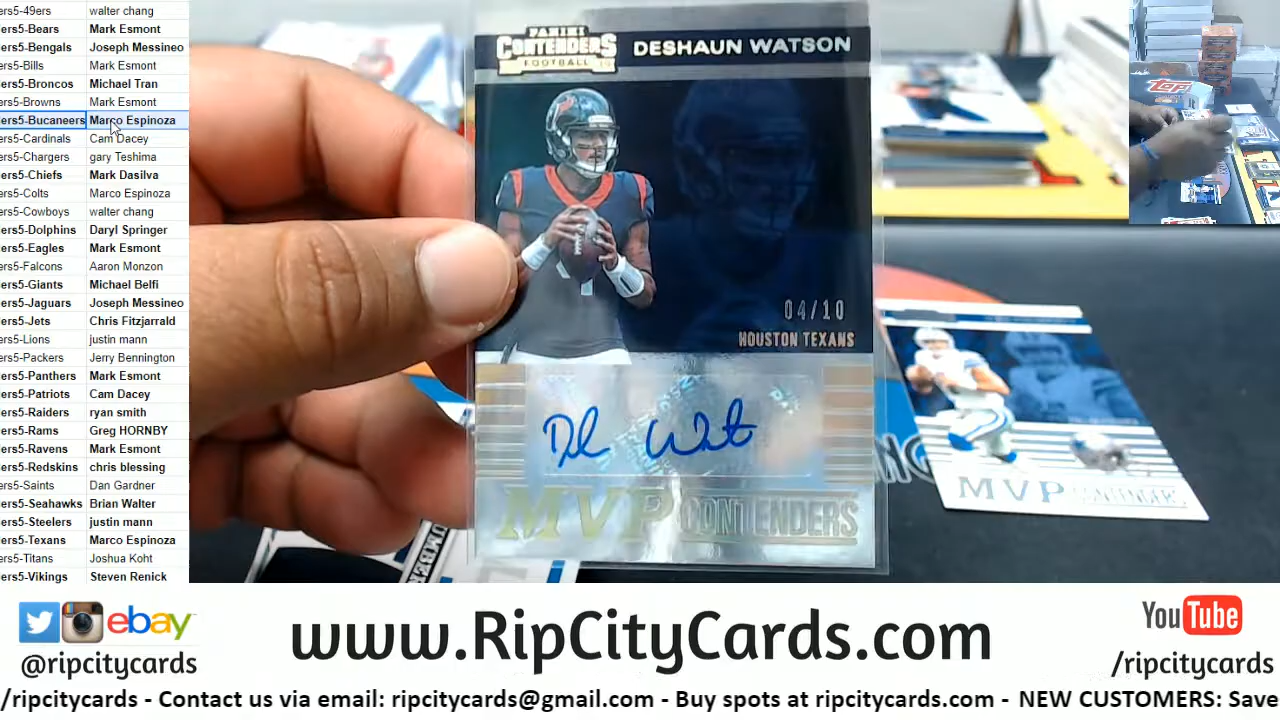 ers5-49ers walter chang
ers5-Bears Mark Esmont
ers5-Bengals Joseph Messineo
ers5-Bills Mark Esmont
ers5-Broncos Michael Tran
ers5-Browns Mark Esmont
ers5-Bucaneers Marco Espinoza
ers5-Cardinals Cam Dacey
ers5-Chargers gary Teshima
ers5-Chiefs Mark Dasilva
ers5-Colts Marco Espinoza
ers5-Cowboys walter chang
ers5-Dolphins Daryl Springer
ers5-Eagles Mark Esmont
ers5-Falcons Aaron Monzon
ers5-Giants Michael Belfi
ers5-Jaguars Joseph Messineo
ers5-Jets Chris Fitzjarrald
ers5-Lions justin mann
ers5-Packers Jerry Bennington
ers5-Panthers Mark Esmont
ers5-Patriots Cam Dacey
ers5-Raiders ryan smith
ers5-Rams Greg HORNBY
ers5-Ravens Mark Esmont
ers5-Redskins chris blessing
ers5-Saints Dan Gardner
ers5-Seahawks Brian Walter
ers5-Steelers justin mann
ers5-Texans Marco Espinoza
ers5-Titans Joshua Koht
ers5-Vikings Steven Renick
PANINI
CONTENDERS
FOOTBALL
DESHAUN WATSON
04/10
HOUSTON TEXANS
MVP CONTENDERS
MVP CONTENDERS
TOPPS
ebay
@ripcitycards
www.RipCityCards.com
YouTube
/ripcitycards
/ripcitycards - Contact us via email: ripcitycards@gmail.com - Buy spots at ripcitycards.com - NEW CUSTOMERS: Save